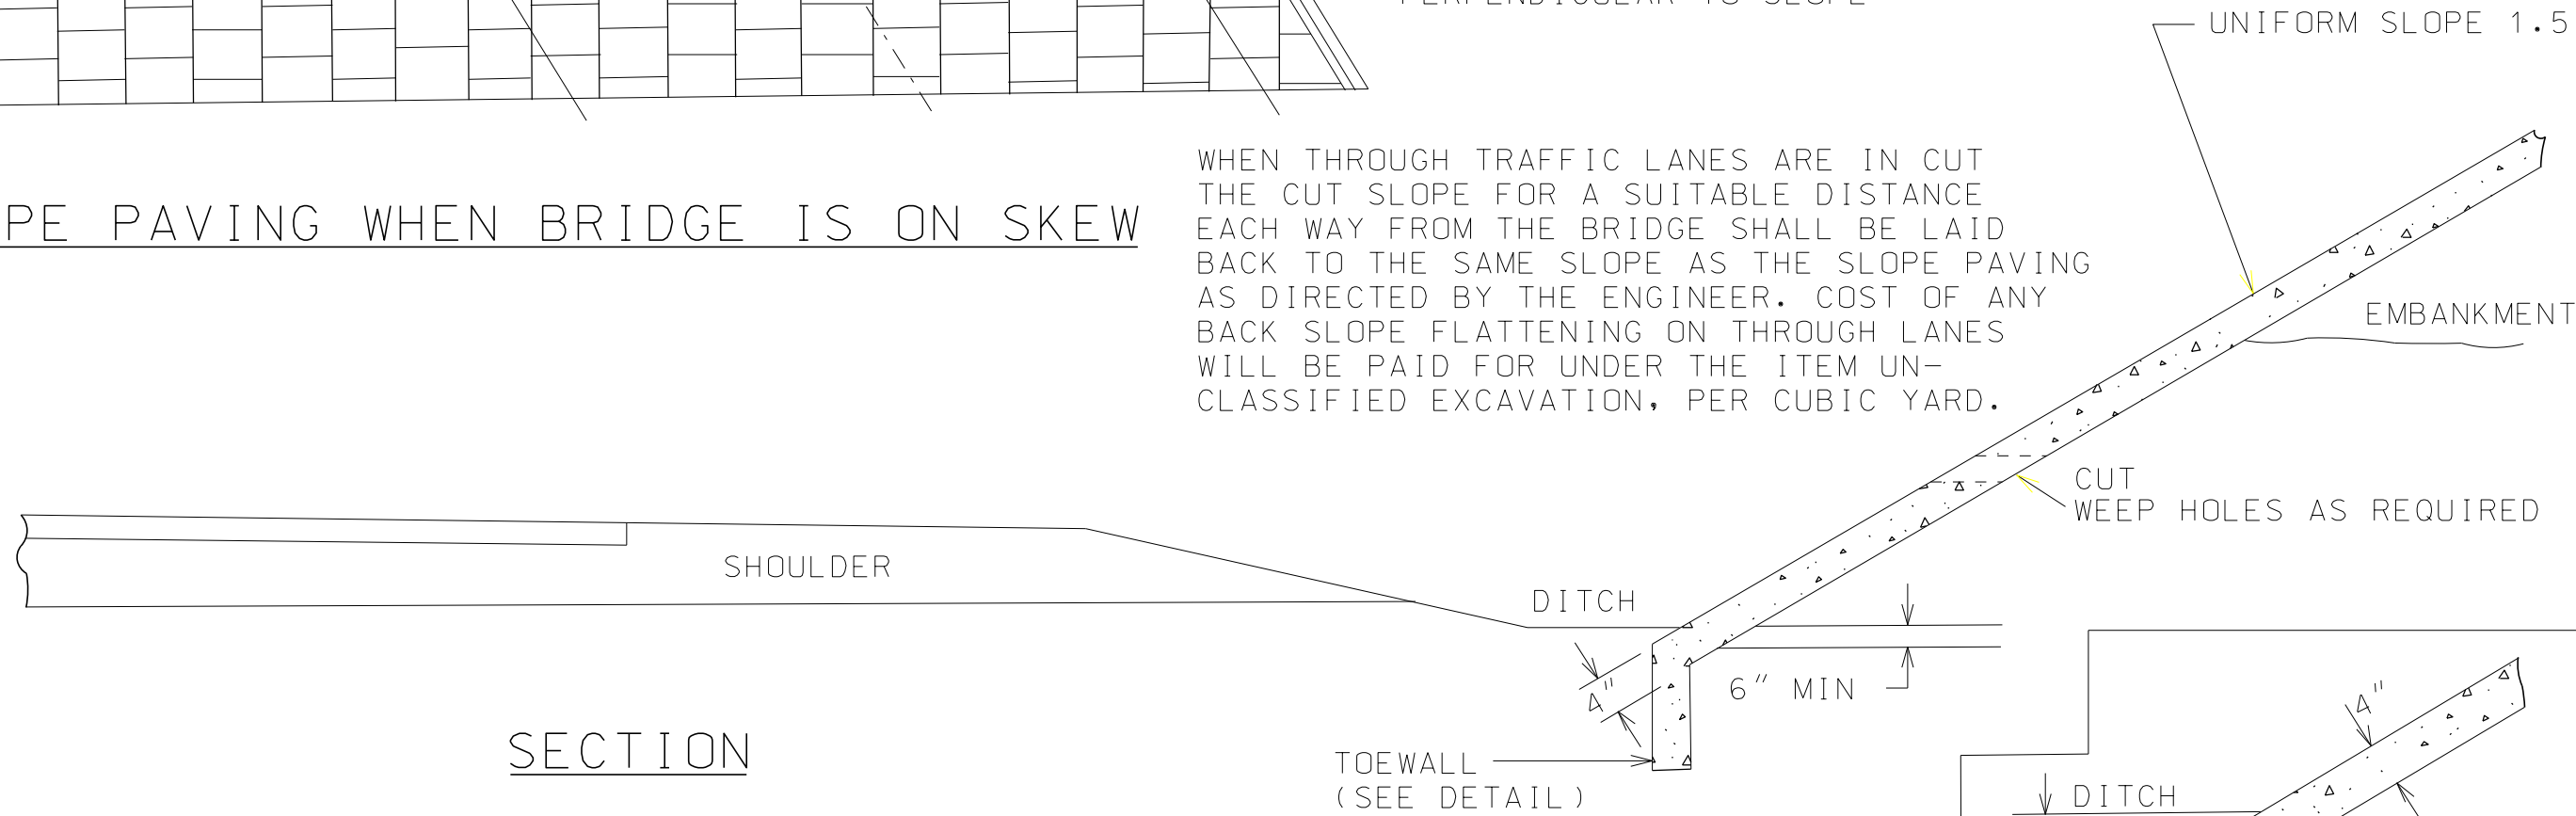 PERPENDICULAR TO SLOPE
UNIFORM SLOPE 1.5
WHEN THROUGH TRAFFIC LANES ARE IN CUT
THE CUT SLOPE FOR A SUITABLE DISTANCE
EACH WAY FROM THE BRIDGE SHALL BE LAID
BACK TO THE SAME SLOPE AS THE SLOPE PAVING
AS DIRECTED BY THE ENGINEER. COST OF ANY
BACK SLOPE FLATTENING ON THROUGH LANES
WILL BE PAID FOR UNDER THE ITEM UN-
CLASSIFIED EXCAVATION, PER CUBIC YARD.
PE PAVING WHEN BRIDGE IS ON SKEW
EMBANKMENT
CUT
WEEP HOLES AS REQUIRED
SHOULDER
DITCH
4"
6" MIN
SECTION
TOEWALL
(SEE DETAIL)
4"
DITCH